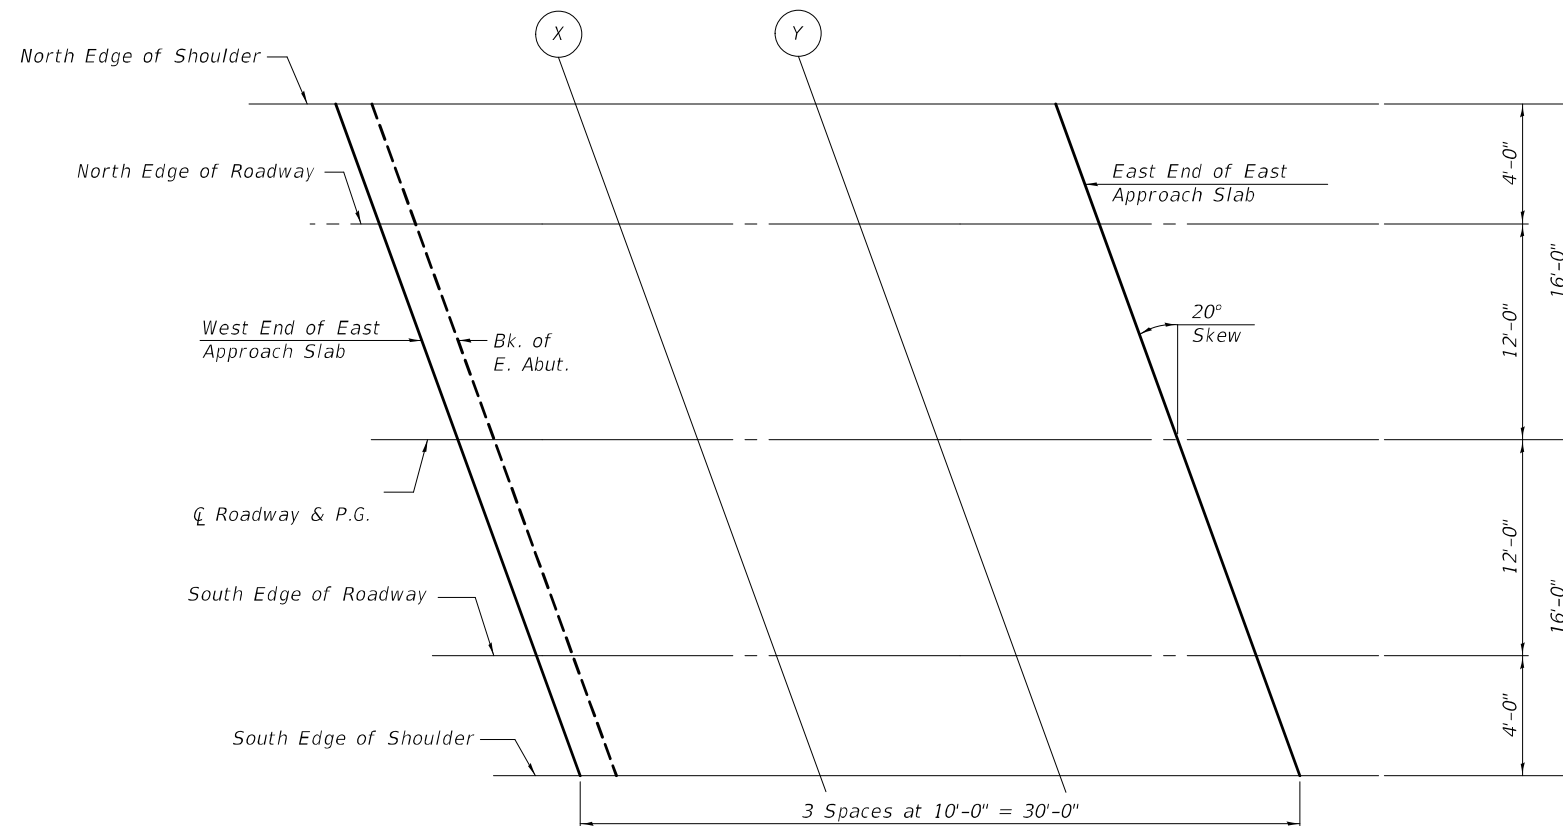 X
Y
North Edge of Shoulder
North Edge of Roadway
East End of East
Approach Slab
4'-0"
16'-0"
12'-0"
20°
Skew
West End of East
Approach Slab
Bk. of
E. Abut.
℄ Roadway & P.G.
12'-0"
16'-0"
South Edge of Roadway
4'-0"
South Edge of Shoulder
3 Spaces at 10'-0" = 30'-0"